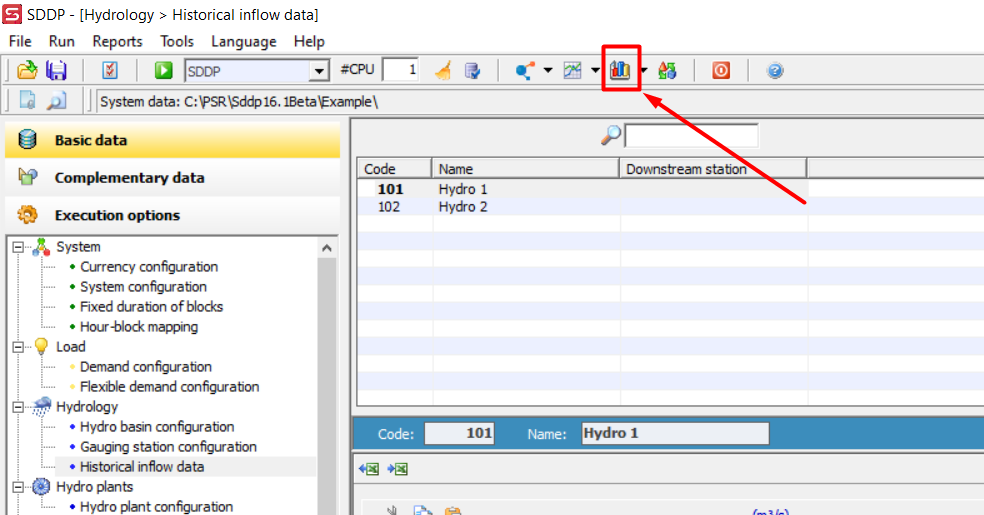 SDDP - [Hydrology > Historical inflow data]
File Run Reports Tools Language Help
SDDP #CPU 1
System data: C:\PSR\Sddp16.1Beta\Example\
Basic data
Complementary data
Execution options
System
Currency configuration
System configuration
Fixed duration of blocks
Hour-block mapping
Load
Demand configuration
Flexible demand configuration
Hydrology
Hydro basin configuration
Gauging station configuration
Historical inflow data
Hydro plants
Hydro plant configuration
Code Name Downstream station
101 Hydro 1
102 Hydro 2
Code: 101 Name: Hydro 1
(m3/s)